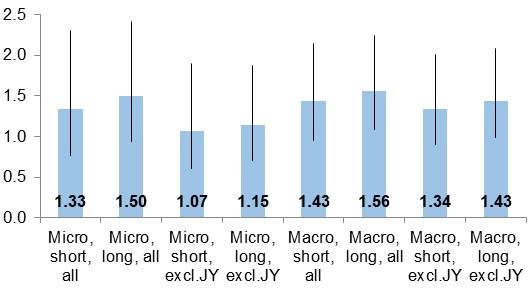 2.5
2.0
1.5
1.0
0.5
0.0
1.33 1.50 1.07 1.15 1.43 1.56 1.34 1.43
Micro, short, all
Micro, long, all
Micro, short, excl.JY
Micro, long, excl.JY
Macro, short, all
Macro, long, all
Macro, short, excl.JY
Macro, long, excl.JY